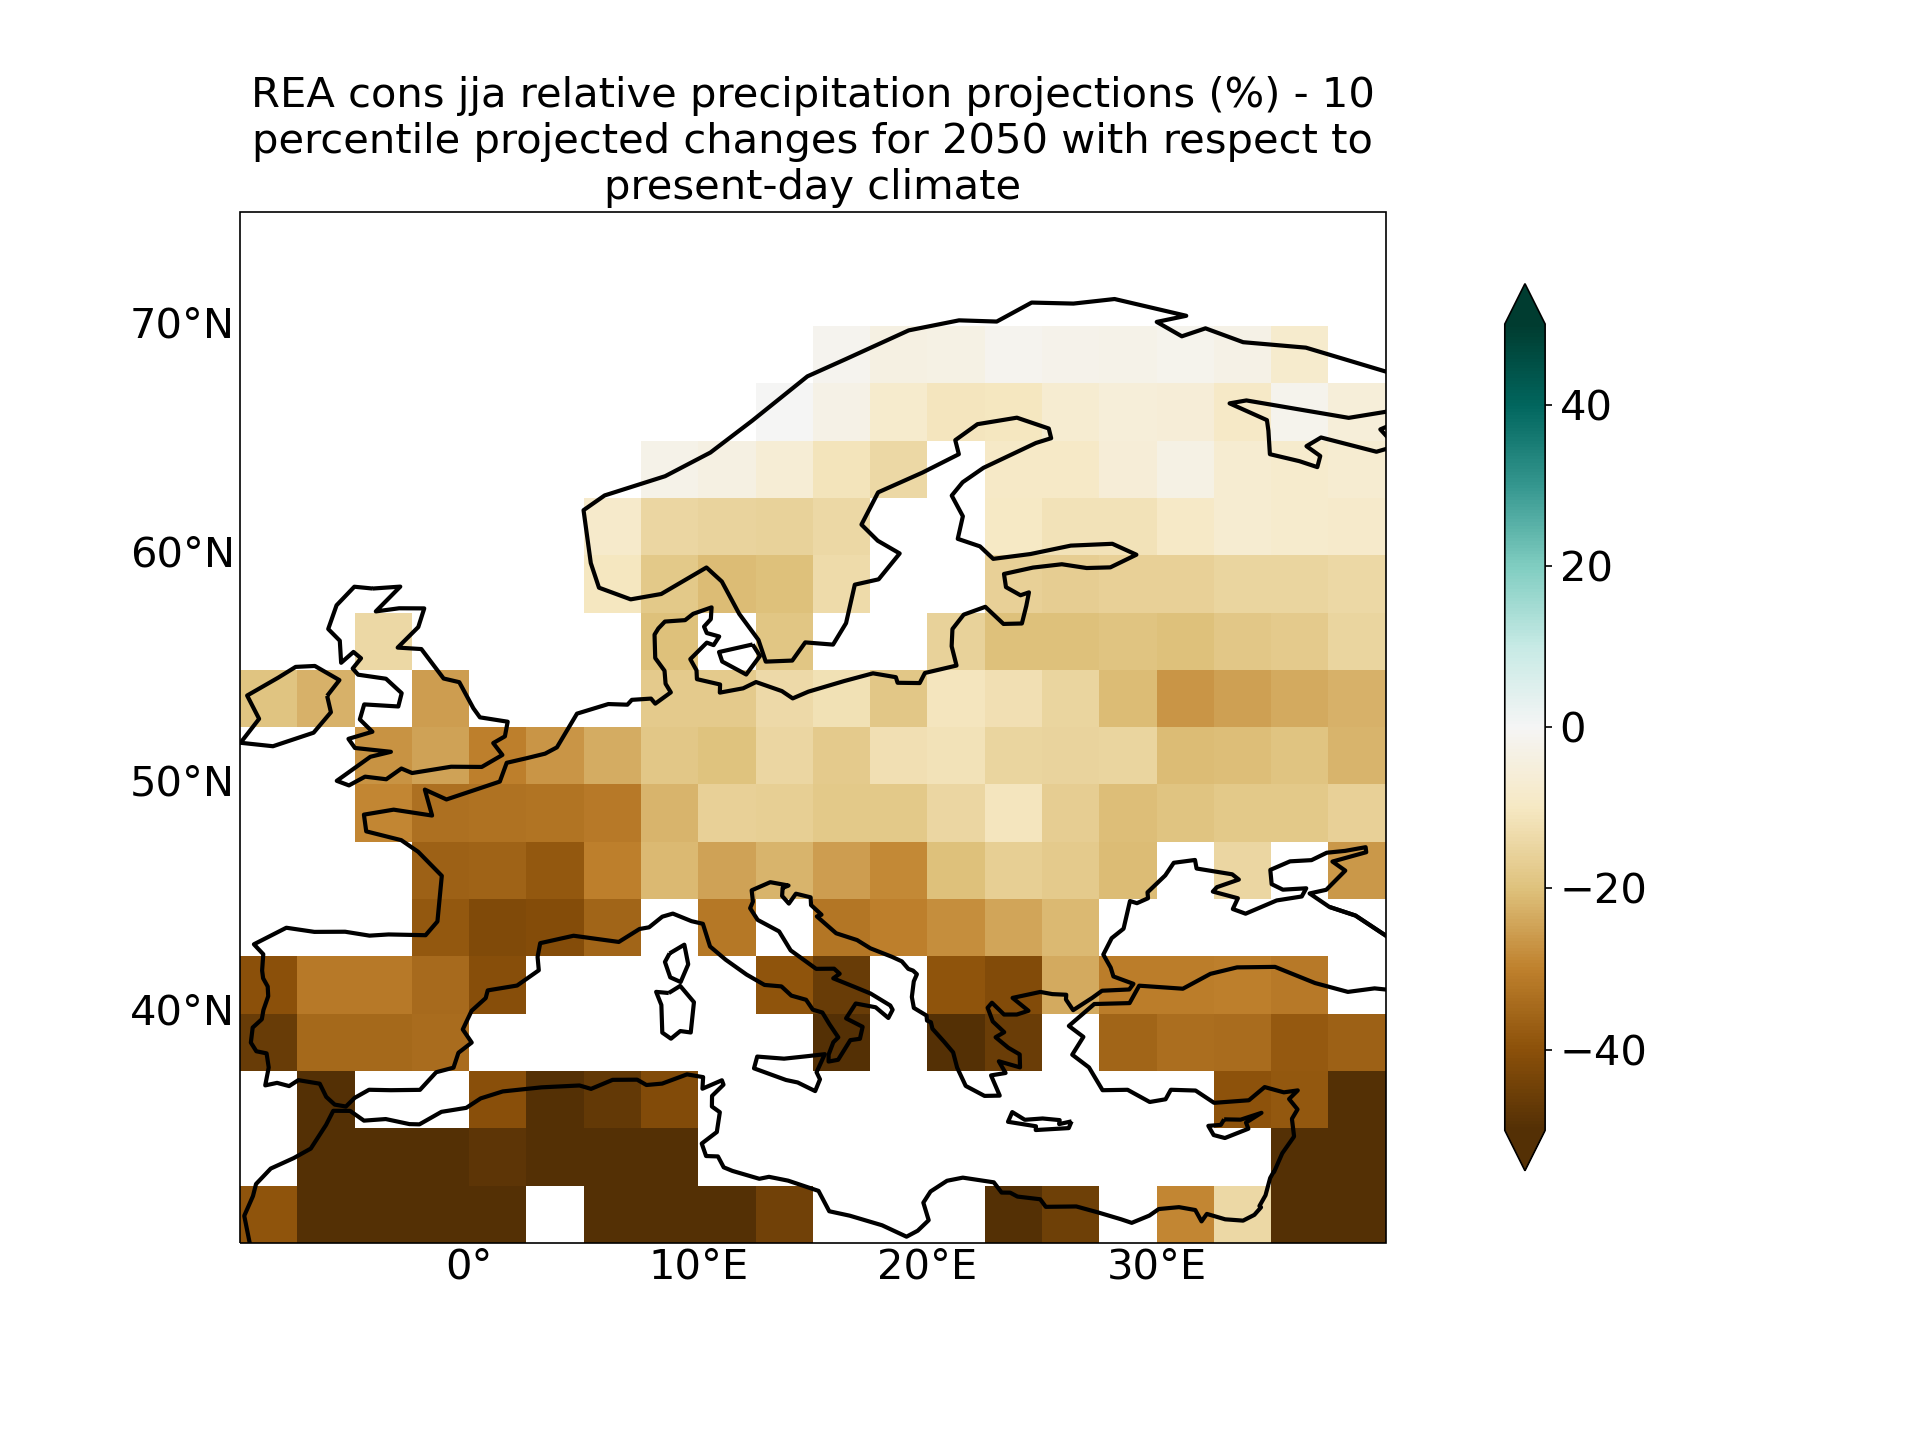 REA cons jja relative precipitation projections (%) - 10
percentile projected changes for 2050 with respect to
present-day climate
70°N
60°N
50°N
40°N
0°
10°E
20°E
30°E
40
20
0
−20
−40